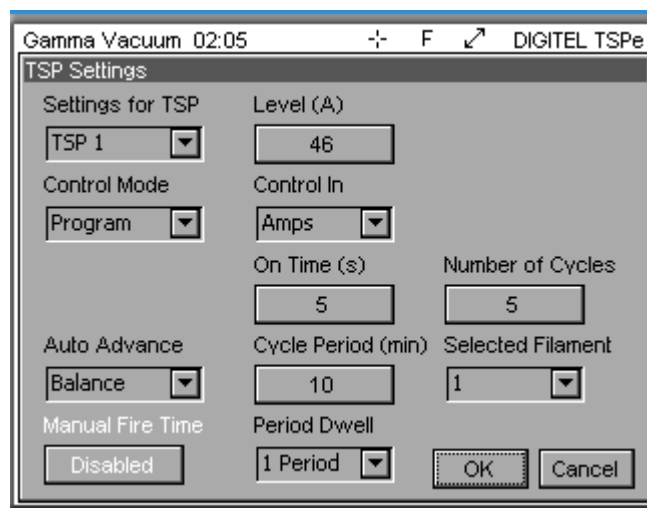 Gamma Vacuum 02:05 -¦- F DIGITEL TSPe
TSP Settings
Settings for TSP Level (A)
TSP 1 46
Control Mode Control In
Program Amps
On Time (s) Number of Cycles
5 5
Auto Advance Cycle Period (min) Selected Filament
Balance 10 1
Manual Fire Time Period Dwell
Disabled 1 Period OK Cancel